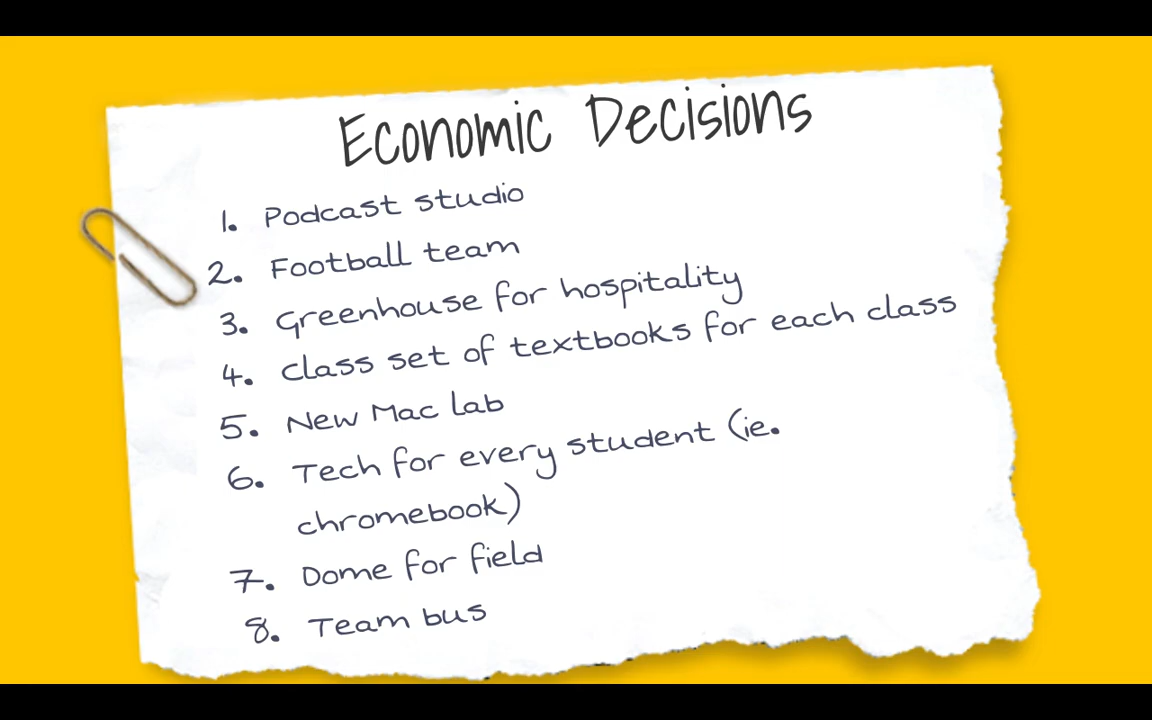 Economic Decisions
1. Podcast studio
2. Football team
3. Greenhouse for hospitality
4. Class set of textbooks for each class
5. New Mac lab
6. Tech for every student (ie.
chromebook)
7. Dome for field
8. Team bus